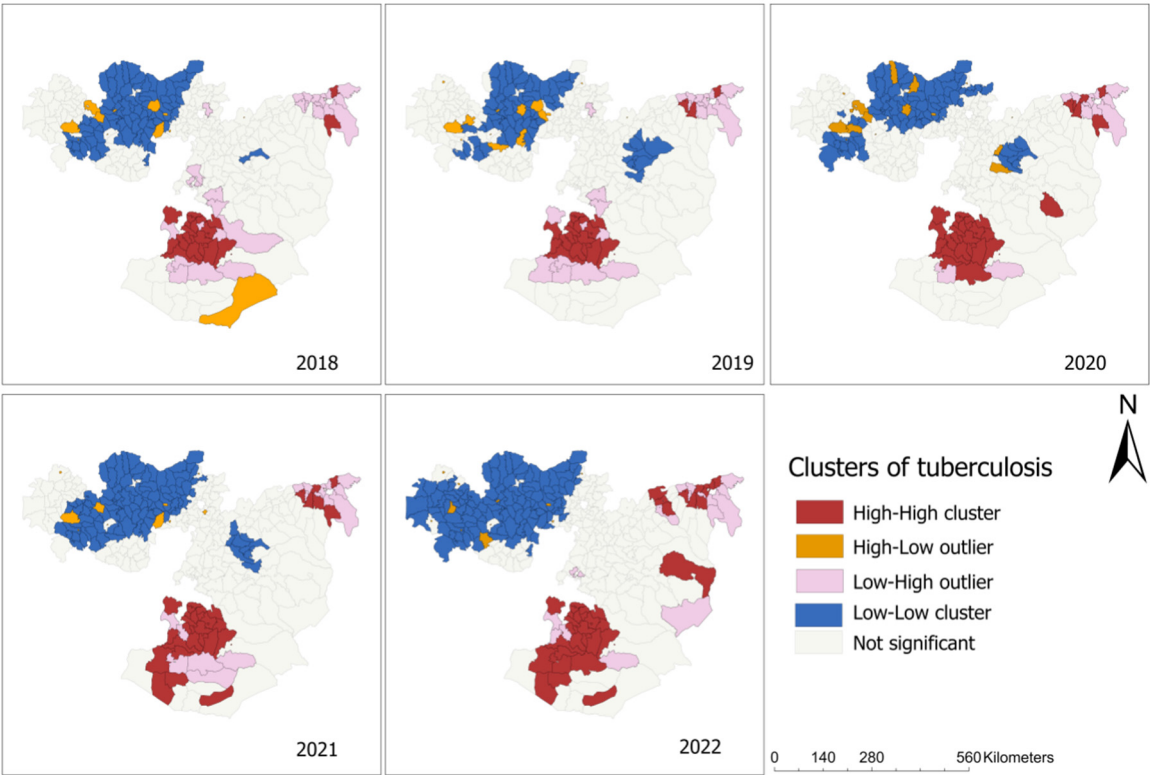 2018
2019
2020
2021
2022
N
Clusters of tuberculosis
High-High cluster
High-Low outlier
Low-High outlier
Low-Low cluster
Not significant
0 140 280 560 Kilometers